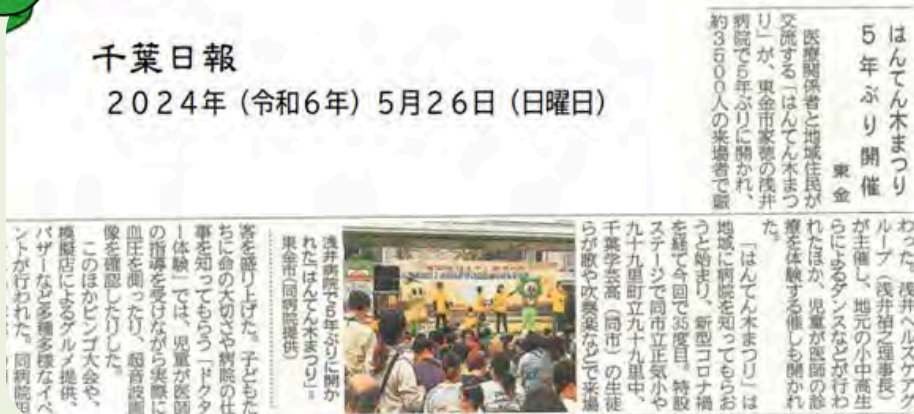 千葉日報
2024年（令和6年）5月26日（日曜日）
はんてん木まつり
5年ぶり開催
東金
医療関係者と地域住民が
交流する「はんてん木まつ
り」が、東金市家徳の浅井
病院で5年ぶりに開かれ、
約3500人の来場者で賑
わった。浅井ヘルスケアグ
ループ（浅井禎之理事長）
が主催し、地元の小中高生
らによるダンスなどが行わ
れたほか、児童が医師の診
療を体験する催しも開かれ
た。
「はんてん木まつり」は
地域に病院を知ってもらお
うと始まり、新型コロナ禍
を経て今回で35度目。特設
ステージで同市立正気小や
九十九里町立九十九里中、
千葉学芸高（同市）の生徒
らが歌や吹奏楽などで来場
浅井病院で5年ぶりに開か
れた「はんてん木まつり」＝
東金市（同病院提供）
客を盛り上げた。子どもた
ちに命の大切さや病院の仕
事を知ってもらう「ドクタ
ー体験」では、児童が医師
の指導を受けながら実際に
血圧を測ったり、超音波画
像を確認したりした。
このほかビンゴ大会や、
模擬店によるグルメ提供、
バザーなど多種多様なイベ
ントが行われた。同病院